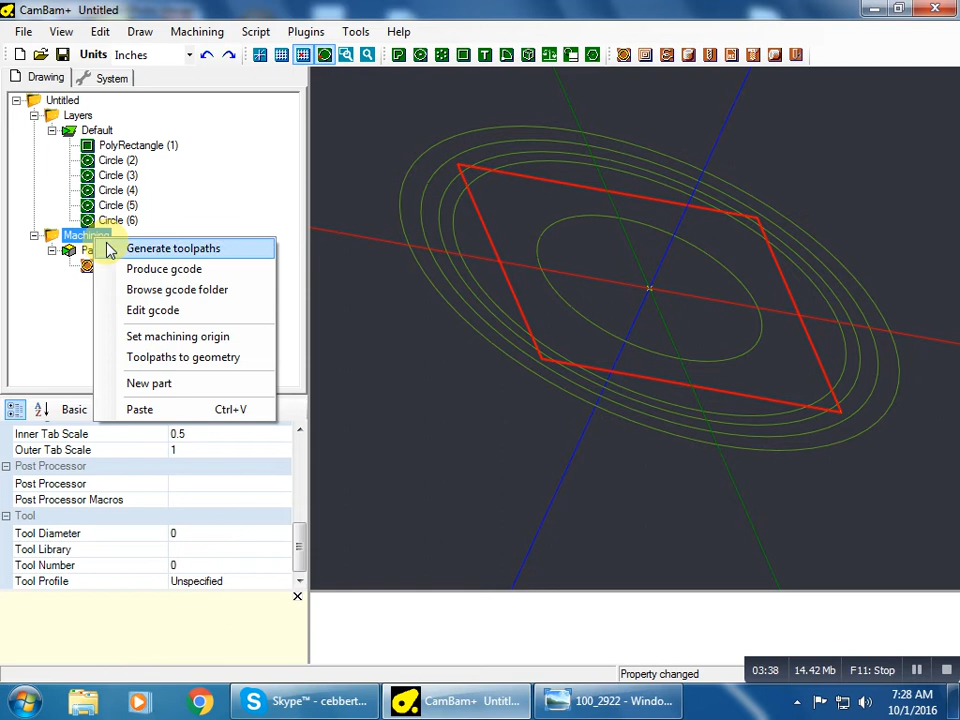 CamBam+ Untitled
File View Edit Draw Machining Script Plugins Tools Help
Units Inches
Drawing System
Untitled
Layers
Default
PolyRectangle (1)
Circle (2)
Circle (3)
Circle (4)
Circle (5)
Circle (6)
Machining
Generate toolpaths
Produce gcode
Browse gcode folder
Edit gcode
Set machining origin
Toolpaths to geometry
New part
Paste Ctrl+V
Basic
Inner Tab Scale 0.5
Outer Tab Scale 1
Post Processor
Post Processor
Post Processor Macros
Tool
Tool Diameter 0
Tool Library
Tool Number 0
Tool Profile Unspecified
Property changed
03:38 14.42 Mb F11: Stop
Skype™ - cebbert... CamBam+ Untitl... 100_2922 - Windo...
7:28 AM
10/1/2016